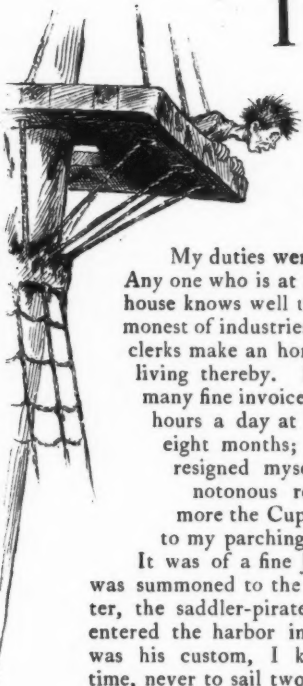 I
My duties wer
Any one who is at
house knows well t
monest of industrie
clerks make an hor
living thereby.
many fine invoice
hours a day at
eight months;
resigned myse
notonous r
more the Cup
to my parching
It was of a fine J
was summoned to the
ter, the saddler-pirate
entered the harbor in
was his custom, I k
time, never to sail two